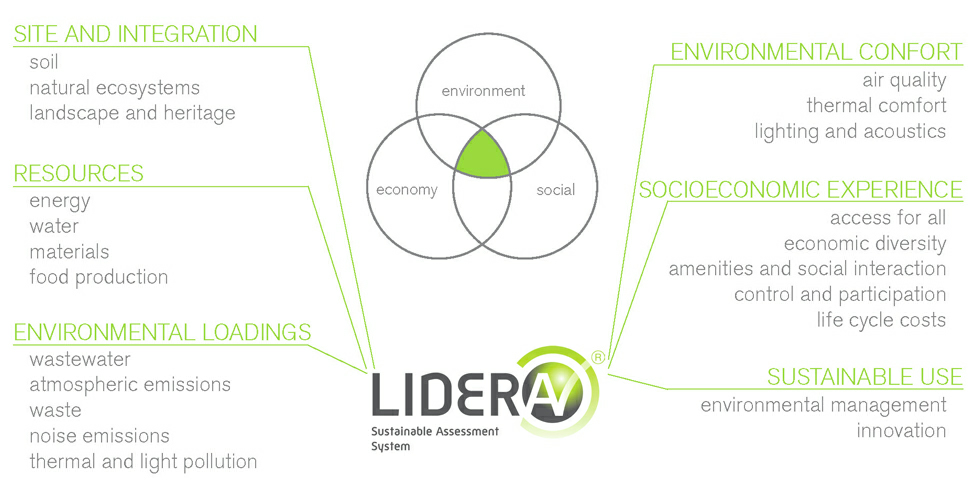 SITE AND INTEGRATION
soil
natural ecosystems
landscape and heritage
RESOURCES
energy
water
materials
food production
ENVIRONMENTAL LOADINGS
wastewater
atmospheric emissions
waste
noise emissions
thermal and light pollution
environment
economy
social
LIDERA ®
Sustainable Assessment
System
ENVIRONMENTAL CONFORT
air quality
thermal comfort
lighting and acoustics
SOCIOECONOMIC EXPERIENCE
access for all
economic diversity
amenities and social interaction
control and participation
life cycle costs
SUSTAINABLE USE
environmental management
innovation